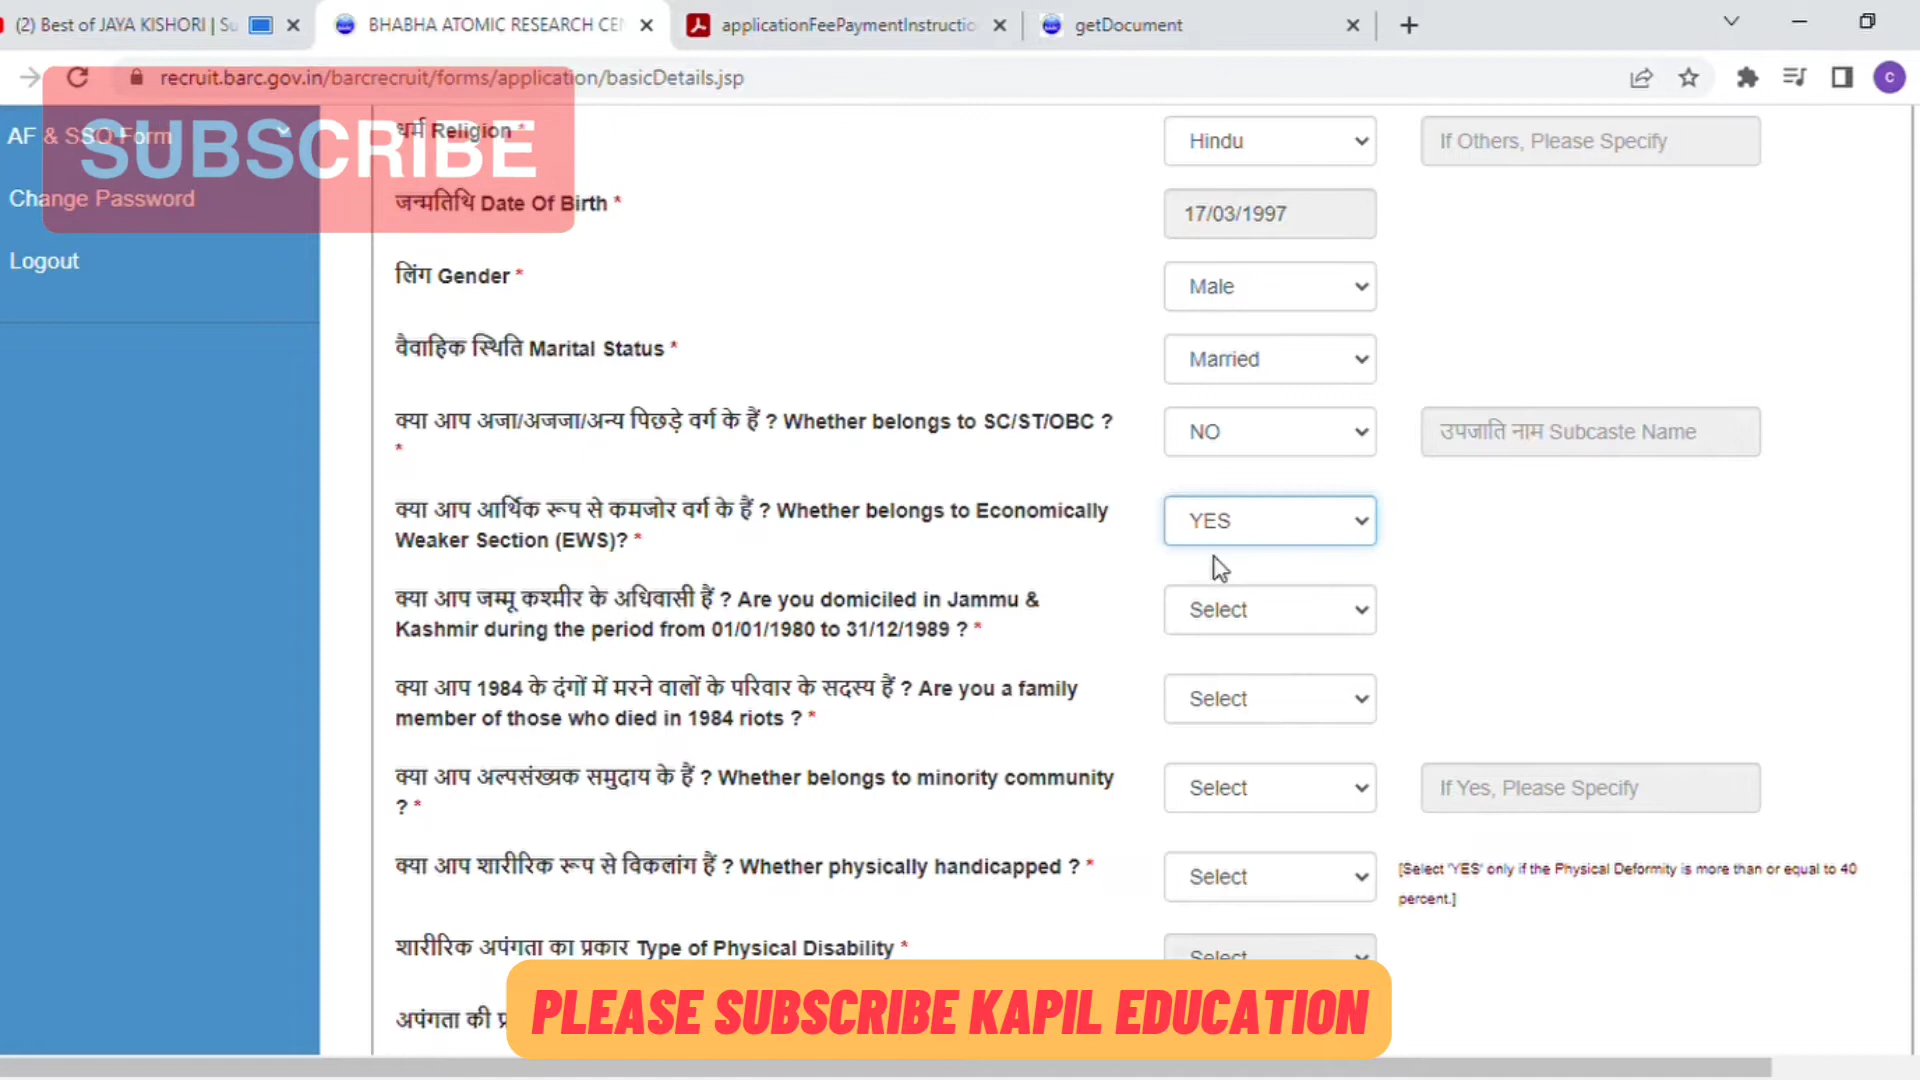 (2) Best of JAYA KISHORI | Su
BHABHA ATOMIC RESEARCH CEN
applicationFeePaymentInstructio
getDocument
recruit.barc.gov.in/barcrecruit/forms/application/basicDetails.jsp
C
AF & SSQ Form
SUBSCRIBE
Change Password
Logout
धर्म Religion *
Hindu
If Others, Please Specify
जन्मतिथि Date Of Birth *
17/03/1997
लिंग Gender *
Male
वैवाहिक स्थिति Marital Status *
Married
क्या आप अजा/अजजा/अन्य पिछड़े वर्ग के हैं ? Whether belongs to SC/ST/OBC ?
*
NO
उपजाति नाम Subcaste Name
क्या आप आर्थिक रूप से कमजोर वर्ग के हैं ? Whether belongs to Economically
Weaker Section (EWS)? *
YES
क्या आप जम्मू कश्मीर के अधिवासी हैं ? Are you domiciled in Jammu &
Kashmir during the period from 01/01/1980 to 31/12/1989 ? *
Select
क्या आप 1984 के दंगों में मरने वालों के परिवार के सदस्य हैं ? Are you a family
member of those who died in 1984 riots ? *
Select
क्या आप अल्पसंख्यक समुदाय के हैं ? Whether belongs to minority community
? *
Select
If Yes, Please Specify
क्या आप शारीरिक रूप से विकलांग हैं ? Whether physically handicapped ? *
Select
[Select 'YES' only if the Physical Deformity is more than or equal to 40
percent.]
शारीरिक अपंगता का प्रकार Type of Physical Disability *
Select
अपंगता की
PLEASE SUBSCRIBE KAPIL EDUCATION